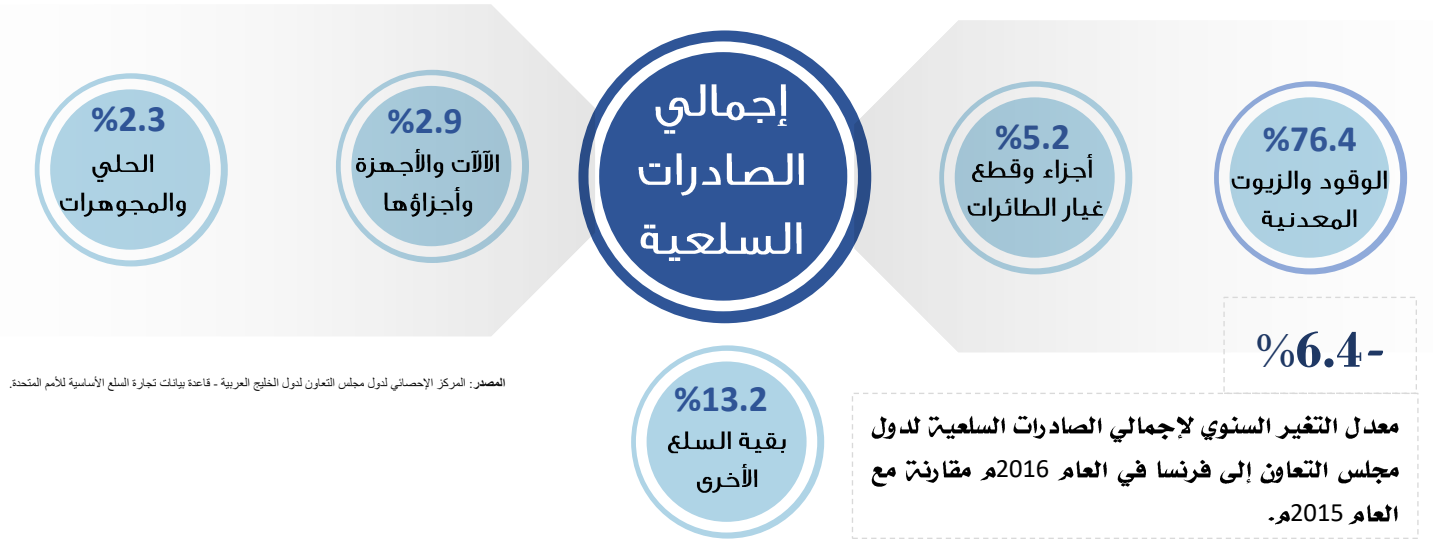 إجمالي
الصادرات
السلعية
%76.4
الوقود والزيوت
المعدنية
%5.2
أجزاء وقطع
غيار الطائرات
%2.9
الآلات والأجهزة
وأجزاؤها
%2.3
الحلي
والمجوهرات
%13.2
بقية السلع
الأخرى
%6.4-
معدل التغير السنوي لإجمالي الصادرات السلعية لدول
مجلس التعاون إلى فرنسا في العام 2016م مقارنة مع
العام 2015م.
المصدر: المركز الإحصائي لدول مجلس التعاون لدول الخليج العربية - قاعدة بيانات تجارة السلع الأساسية للأمم المتحدة.